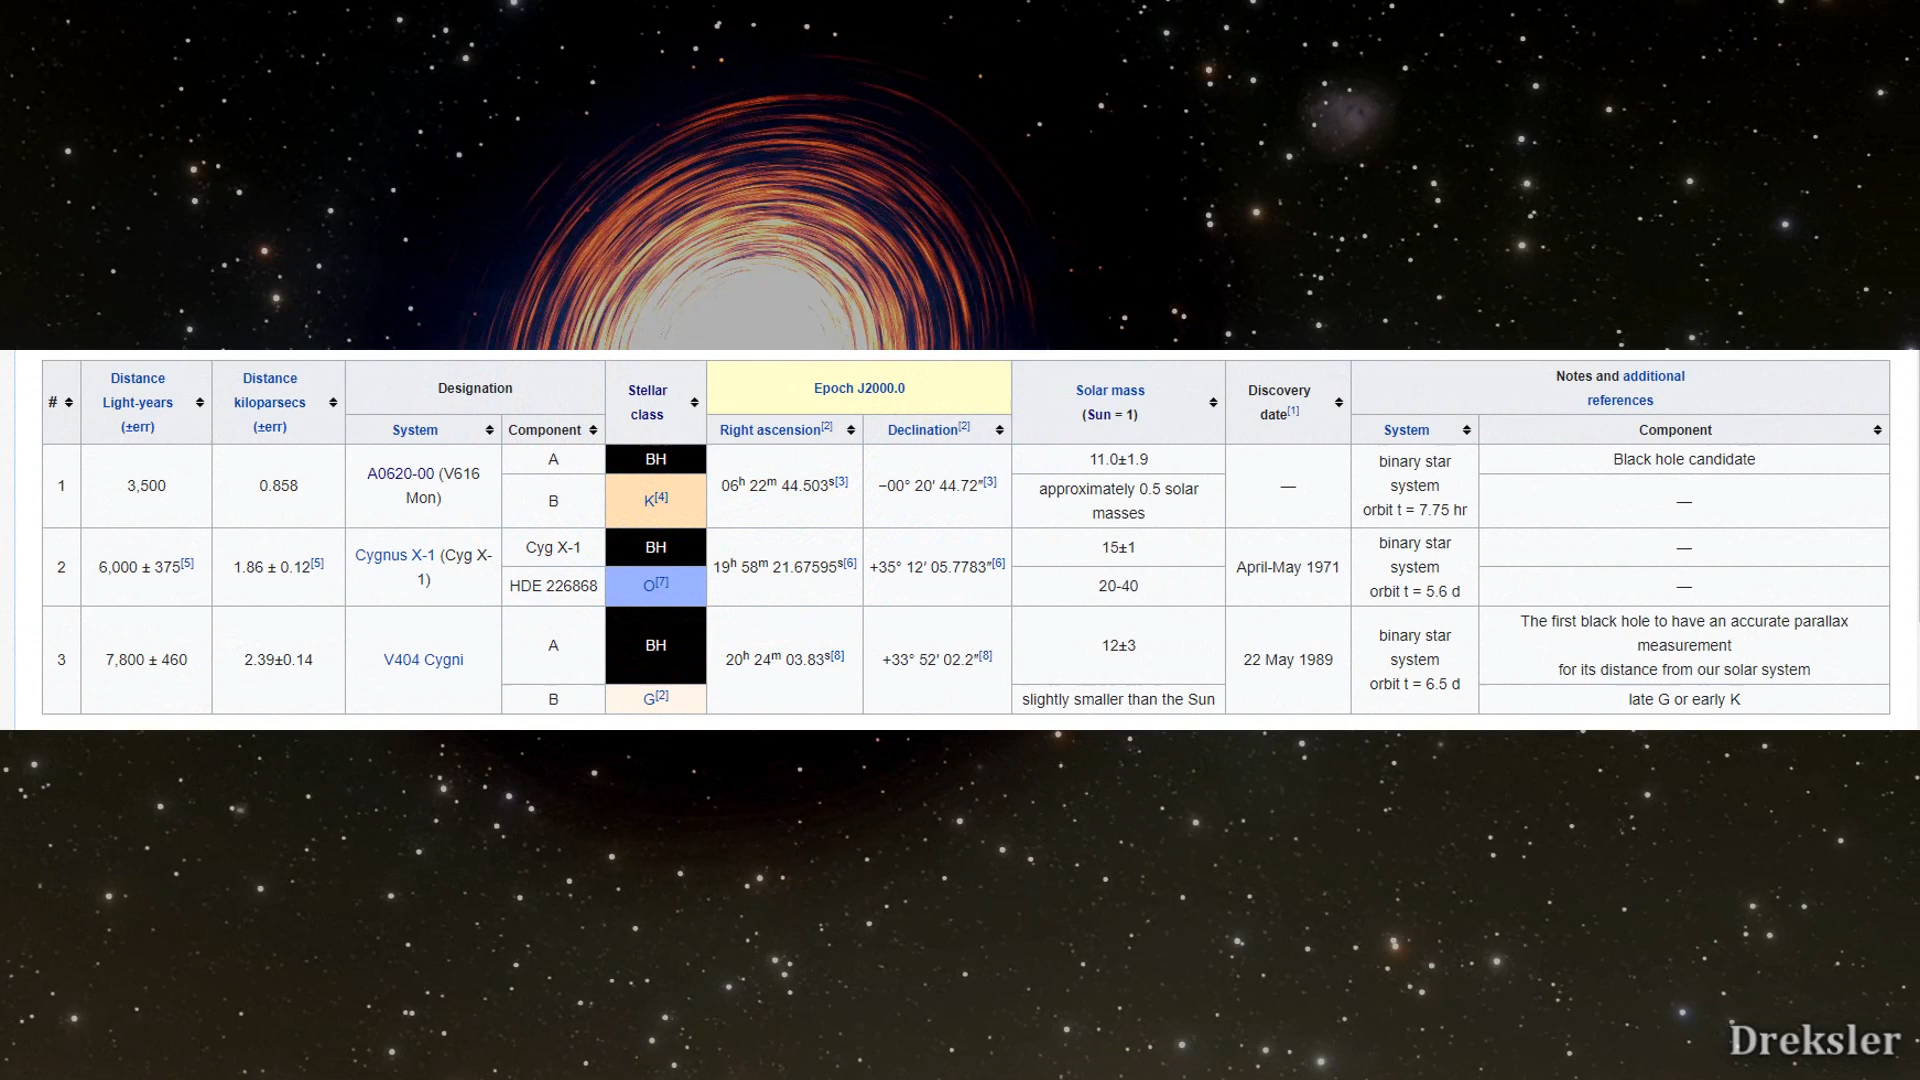 # Distance Light-years (±err) Distance kiloparsecs (±err) Designation Stellar class Epoch J2000.0 Solar mass (Sun = 1) Discovery date[1] Notes and additional references
System Component Right ascension[2] Declination[2] System Component
1 3,500 0.858 A0620-00 (V616 Mon) A BH 06h 22m 44.503s[3] −00° 20′ 44.72″[3] 11.0±1.9 — binary star system orbit t = 7.75 hr Black hole candidate
B K[4] approximately 0.5 solar masses —
2 6,000 ± 375[5] 1.86 ± 0.12[5] Cygnus X-1 (Cyg X-1) Cyg X-1 BH 19h 58m 21.67595s[6] +35° 12′ 05.7783″[6] 15±1 April-May 1971 binary star system orbit t = 5.6 d —
HDE 226868 O[7] 20-40 —
3 7,800 ± 460 2.39±0.14 V404 Cygni A BH 20h 24m 03.83s[8] +33° 52′ 02.2″[8] 12±3 22 May 1989 binary star system orbit t = 6.5 d The first black hole to have an accurate parallax measurement for its distance from our solar system
B G[2] slightly smaller than the Sun late G or early K
Dreksler